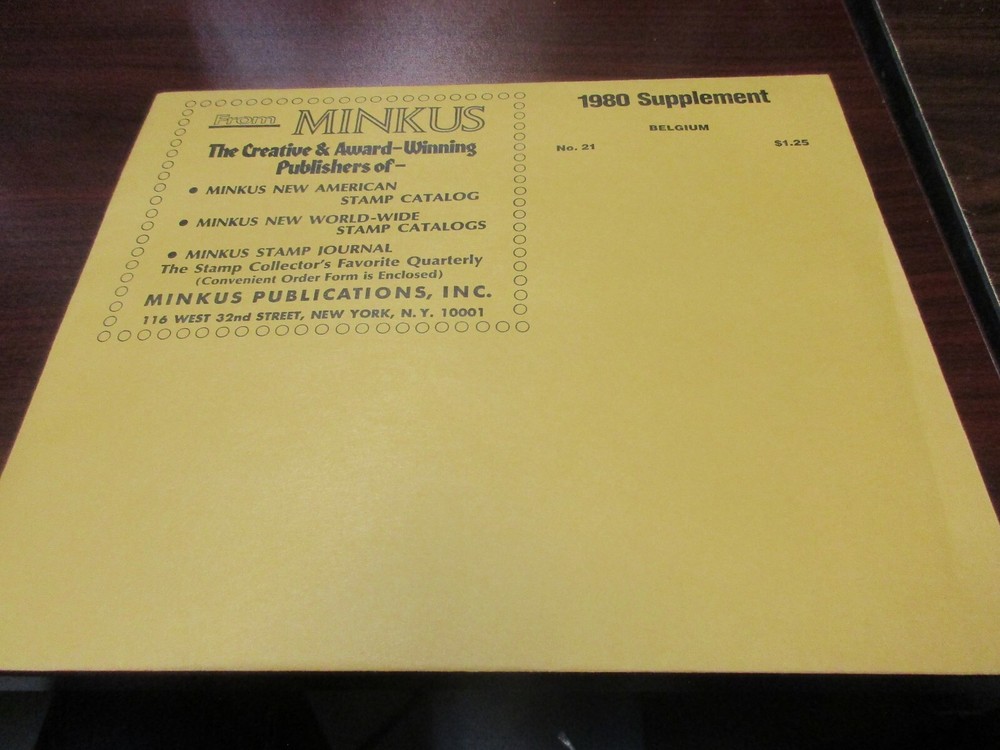 From MINKUS
The Creative & Award-Winning
Publishers of-
• MINKUS NEW AMERICAN
STAMP CATALOG
• MINKUS NEW WORLD-WIDE
STAMP CATALOGS
• MINKUS STAMP JOURNAL
The Stamp Collector's Favorite Quarterly
(Convenient Order Form is Enclosed)
MINKUS PUBLICATIONS, INC.
116 WEST 32nd STREET, NEW YORK, N.Y. 10001
1980 Supplement
BELGIUM
No. 21 $1.25